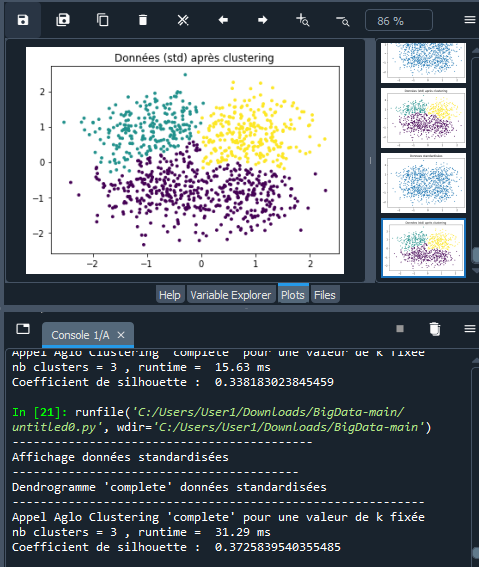 86 %
Données (std) après clustering
2
1
0
−1
−2
−2
−1
0
1
2
Help
Variable Explorer
Plots
Files
Console 1/A
Appel Aglo Clustering 'complete' pour une valeur de k fixée
nb clusters = 3 , runtime =  15.63 ms
Coefficient de silhouette :  0.338183023845459
In [21]: runfile('C:/Users/User1/Downloads/BigData-main/
untitled0.py', wdir='C:/Users/User1/Downloads/BigData-main')
-------------------------------------------
Affichage données standardisées
-----------------------------------------
Dendrogramme 'complete' données standardisées
-----------------------------------------------------------
Appel Aglo Clustering 'complete' pour une valeur de k fixée
nb clusters = 3 , runtime =  31.29 ms
Coefficient de silhouette :  0.3725839540355485